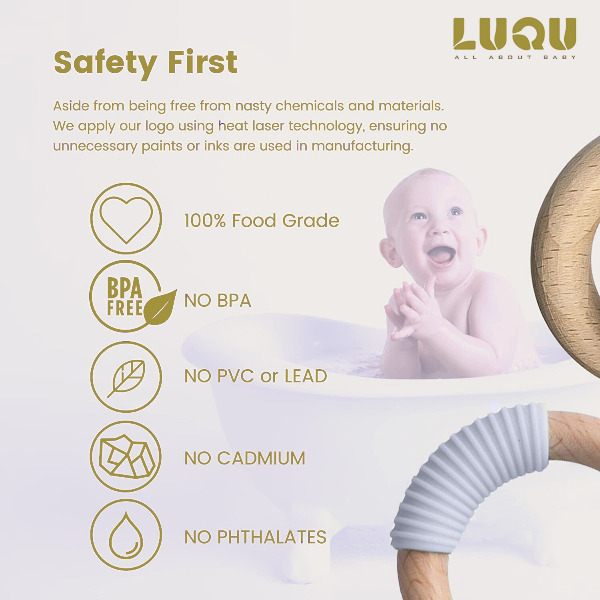 LUQU
ALL ABOUT BABY
Safety First
Aside from being free from nasty chemicals and materials.
We apply our logo using heat laser technology, ensuring no
unnecessary paints or inks are used in manufacturing.
100% Food Grade
BPA
FREE
NO BPA
NO PVC or LEAD
NO CADMIUM
NO PHTHALATES